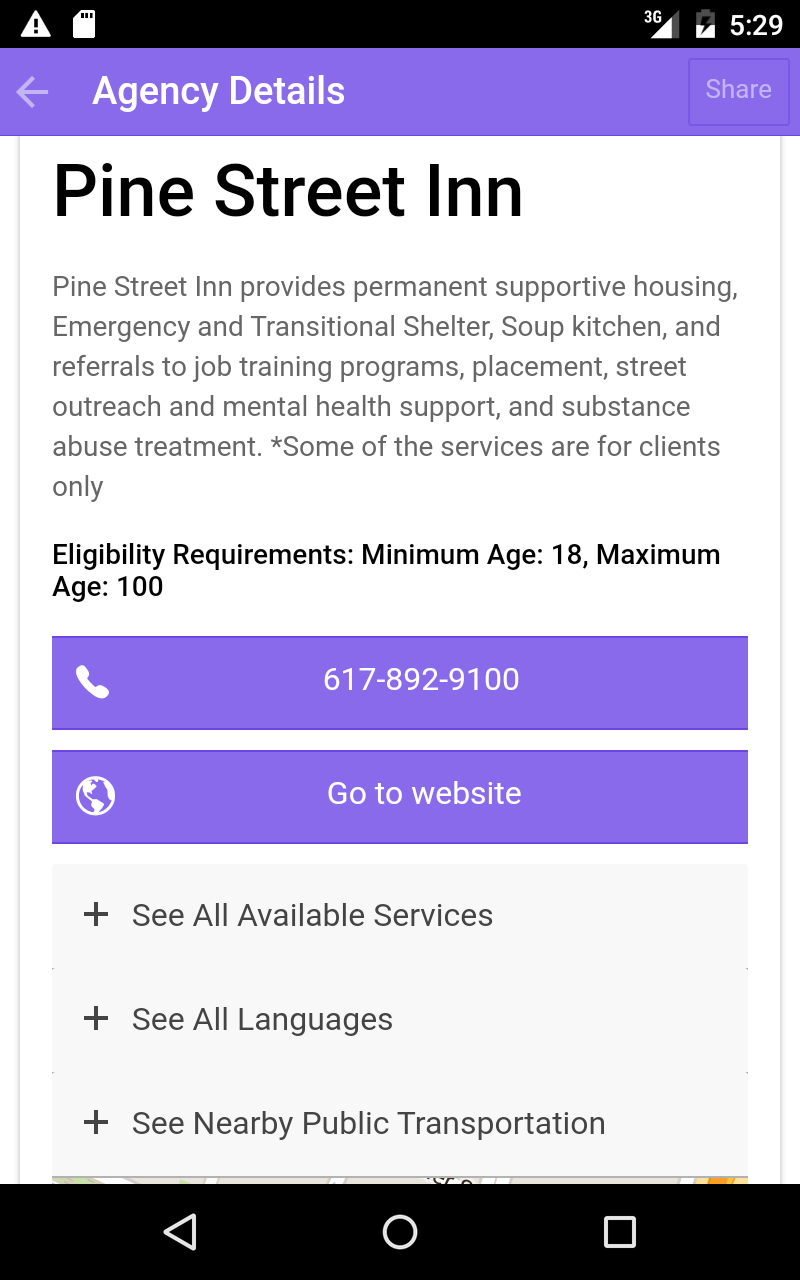 3G 5:29
Agency Details
Share
Pine Street Inn
Pine Street Inn provides permanent supportive housing,
Emergency and Transitional Shelter, Soup kitchen, and
referrals to job training programs, placement, street
outreach and mental health support, and substance
abuse treatment. *Some of the services are for clients
only
Eligibility Requirements: Minimum Age: 18, Maximum
Age: 100
617-892-9100
Go to website
+ See All Available Services
+ See All Languages
+ See Nearby Public Transportation